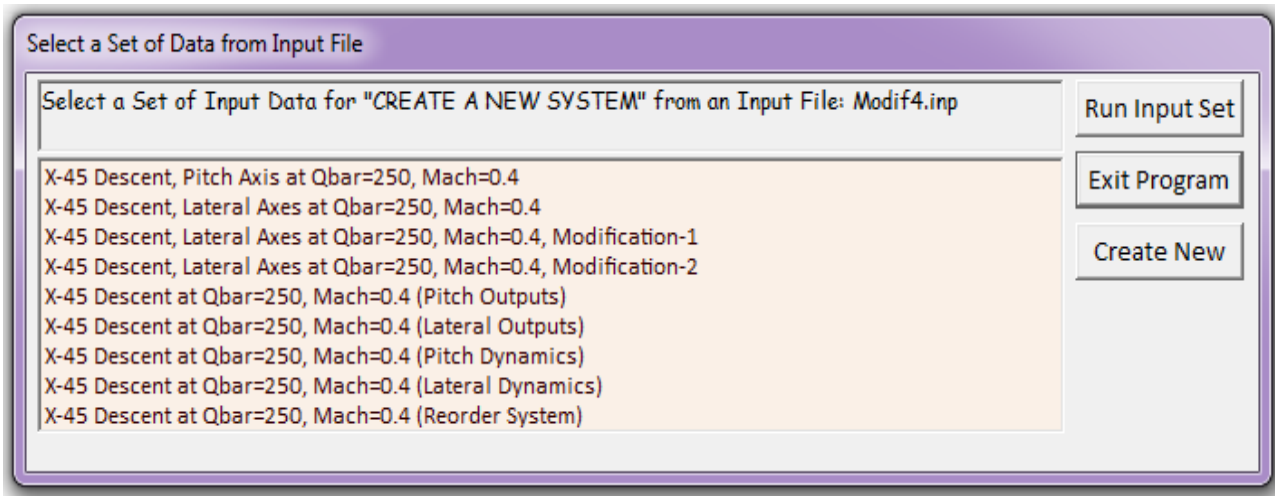 Select a Set of Data from Input File
Select a Set of Input Data for "CREATE A NEW SYSTEM" from an Input File: Modif4.inp
Run Input Set
X-45 Descent, Pitch Axis at Qbar=250, Mach=0.4
Exit Program
X-45 Descent, Lateral Axes at Qbar=250, Mach=0.4
X-45 Descent, Lateral Axes at Qbar=250, Mach=0.4, Modification-1
Create New
X-45 Descent, Lateral Axes at Qbar=250, Mach=0.4, Modification-2
X-45 Descent at Qbar=250, Mach=0.4 (Pitch Outputs)
X-45 Descent at Qbar=250, Mach=0.4 (Lateral Outputs)
X-45 Descent at Qbar=250, Mach=0.4 (Pitch Dynamics)
X-45 Descent at Qbar=250, Mach=0.4 (Lateral Dynamics)
X-45 Descent at Qbar=250, Mach=0.4 (Reorder System)